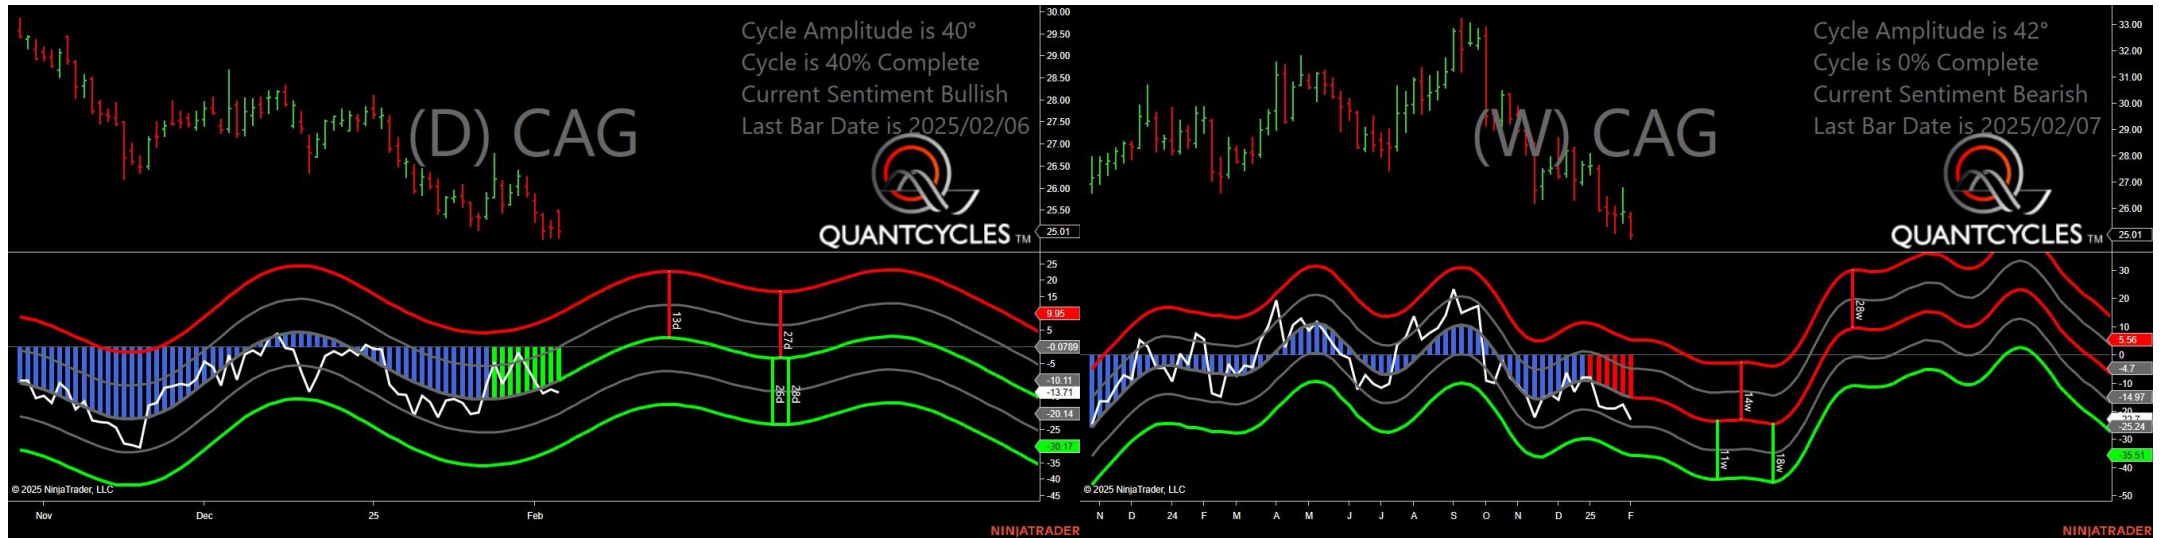 Cycle Amplitude is 40°
Cycle is 40% Complete
Current Sentiment Bullish
Last Bar Date is 2025/02/06
(D) CAG
QUANTCYCLES TM
30.00
29.50
29.00
28.50
28.00
27.50
27.00
26.50
26.00
25.50
25.01
25
20
15
9.95
5
-0.0789
-5
-10.11
-13.71
-20.14
-25
-30.17
-35
-40
-45
13d
27d
26d
28d
© 2025 NinjaTrader, LLC
Nov Dec 25 Feb
NINJATRADER
Cycle Amplitude is 42°
Cycle is 0% Complete
Current Sentiment Bearish
Last Bar Date is 2025/02/07
(W) CAG
QUANTCYCLES TM
33.00
32.00
31.00
30.00
29.00
28.00
27.00
26.00
25.01
30
20
10
5.56
0
-4.7
-10
-14.97
-25.24
-30
-35.51
-40
-50
28w
14w
11w
18w
© 2025 NinjaTrader, LLC
N D 24 F M A M J J A S O N D 25 F
NINJATRADER